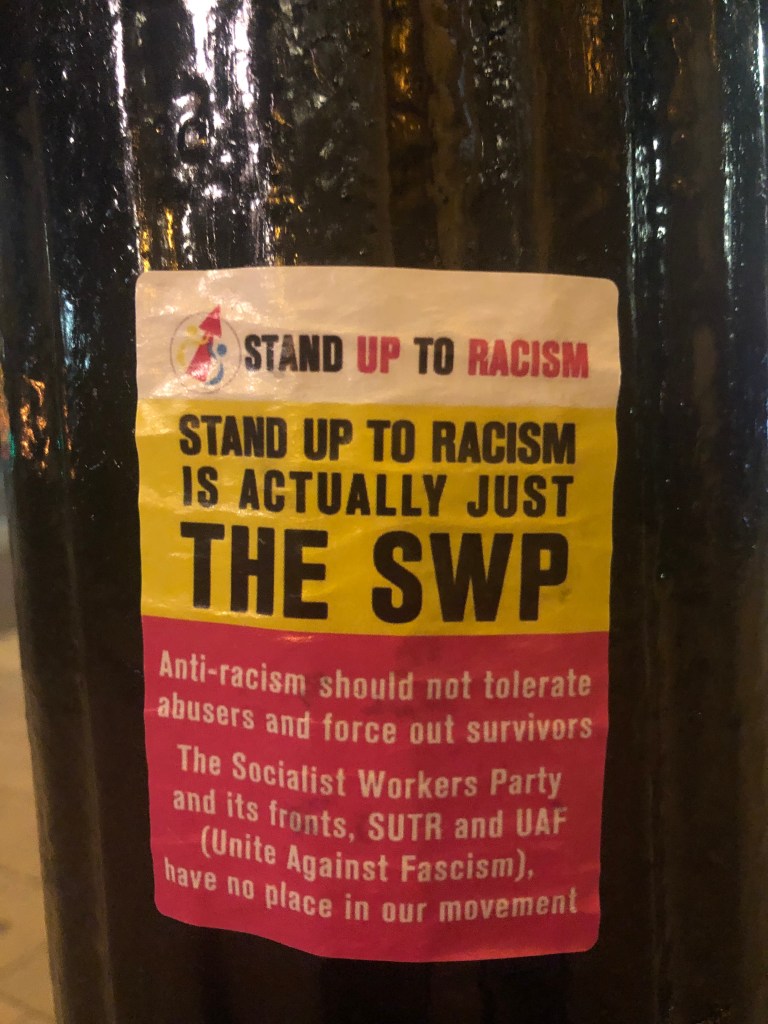 STAND UP TO RACISM
STAND UP TO RACISM
IS ACTUALLY JUST
THE SWP
Anti-racism should not tolerate
abusers and force out survivors
The Socialist Workers Party
and its fronts, SUTR and UAF
(Unite Against Fascism),
have no place in our movement